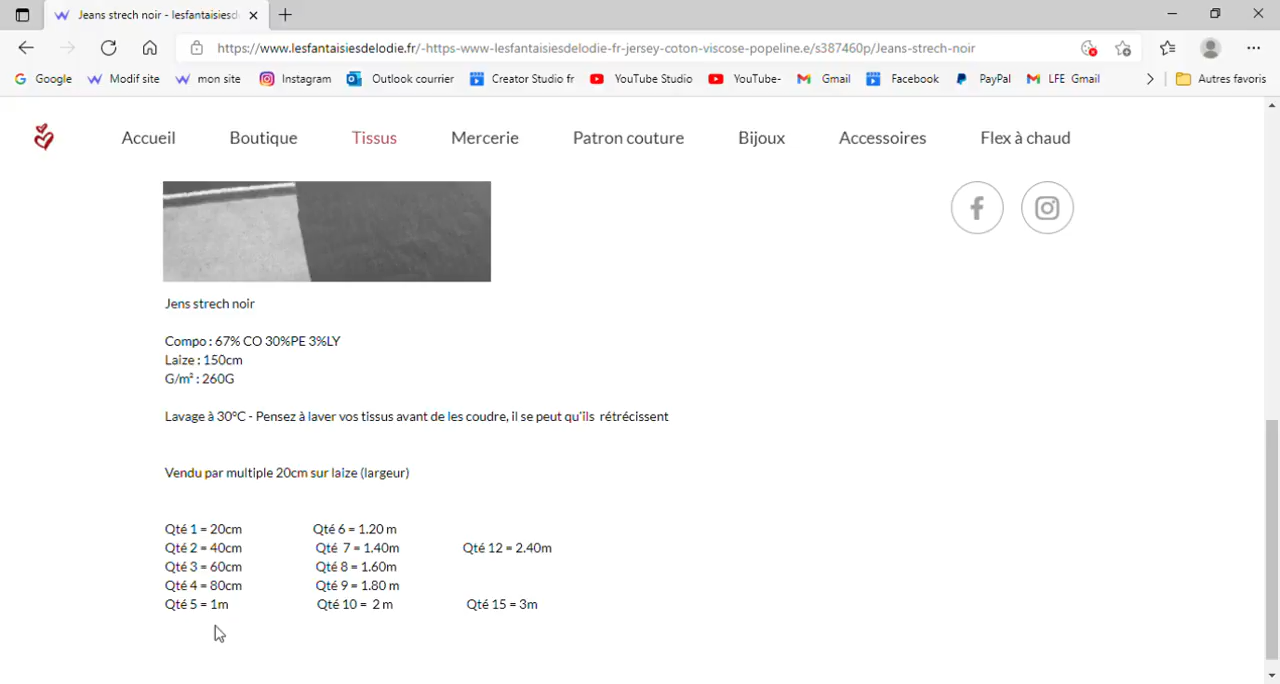 Jeans strech noir - lesfantaisiesd
https://www.lesfantaisiesdelodie.fr/-https-www-lesfantaisiesdelodie-fr-jersey-coton-viscose-popeline.e/s387460p/Jeans-strech-noir
Google Modif site mon site Instagram Outlook courrier Creator Studio fr YouTube Studio YouTube- Gmail Facebook PayPal LFE Gmail Autres favoris
Accueil Boutique Tissus Mercerie Patron couture Bijoux Accessoires Flex à chaud
Jens strech noir
Compo : 67% CO 30%PE 3%LY
Laize : 150cm
G/m² : 260G
Lavage à 30°C - Pensez à laver vos tissus avant de les coudre, il se peut qu'ils rétrécissent
Vendu par multiple 20cm sur laize (largeur)
Qté 1 = 20cm Qté 6 = 1.20 m
Qté 2 = 40cm Qté 7 = 1.40m Qté 12 = 2.40m
Qté 3 = 60cm Qté 8 = 1.60m
Qté 4 = 80cm Qté 9 = 1.80 m
Qté 5 = 1m Qté 10 = 2 m Qté 15 = 3m